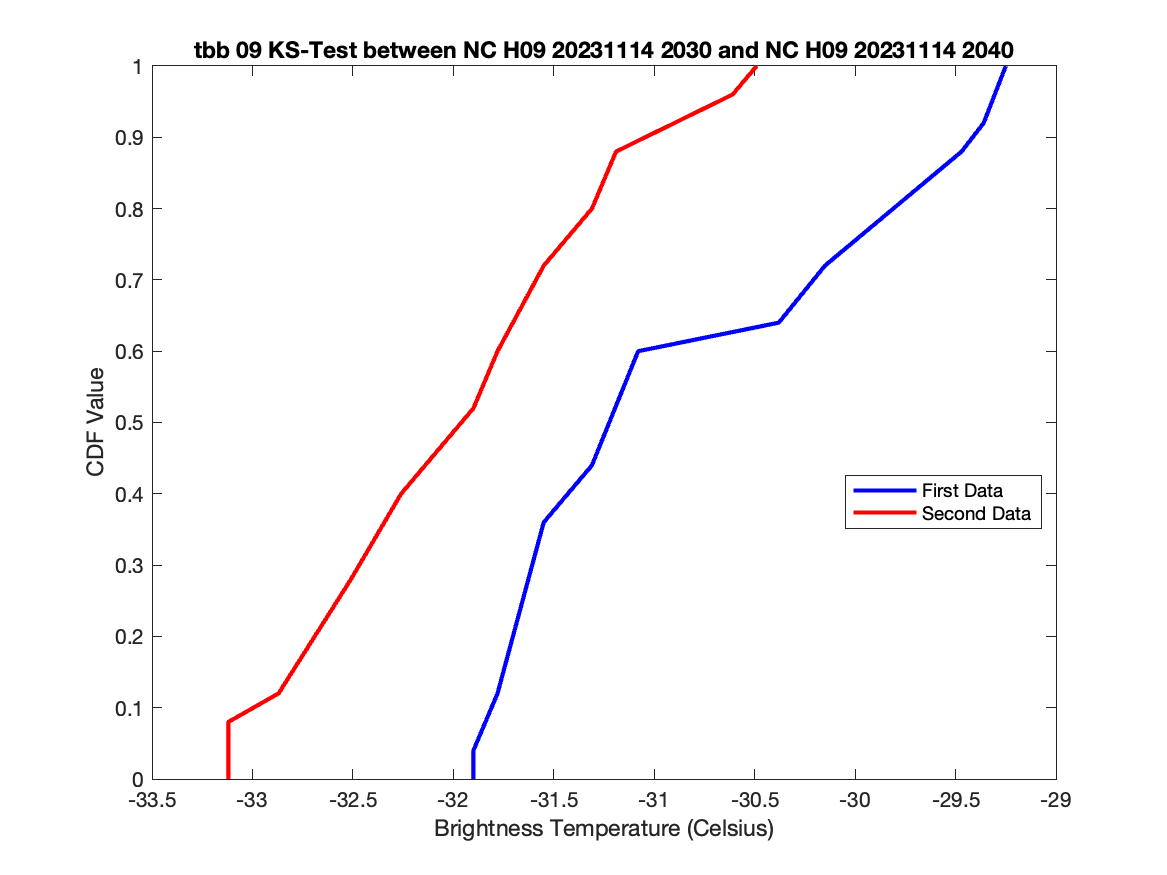 tbb 09 KS-Test between NC H09 20231114 2030 and NC H09 20231114 2040
1
0.9
0.8
0.7
0.6
0.5
0.4
0.3
0.2
0.1
0
CDF Value
First Data
Second Data
-33.5 -33 -32.5 -32 -31.5 -31 -30.5 -30 -29.5 -29
Brightness Temperature (Celsius)